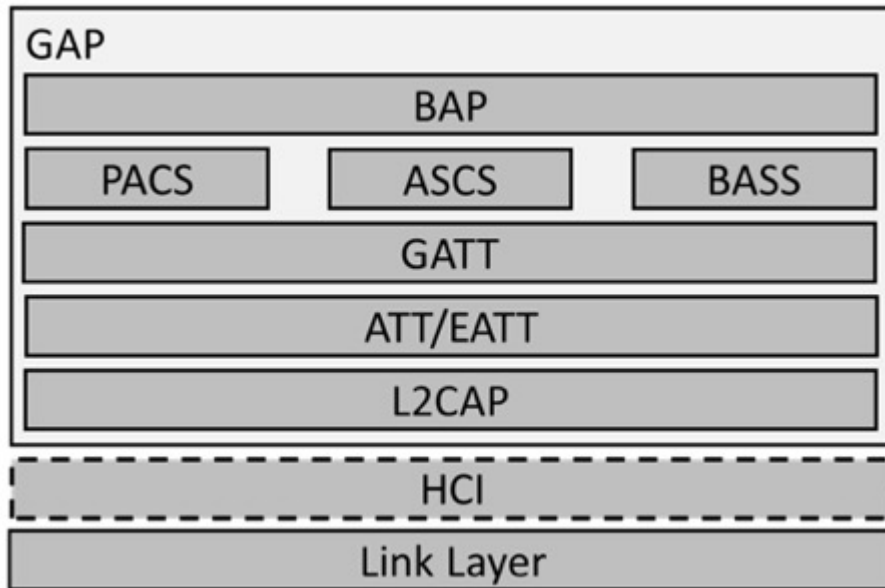 GAP
BAP
PACS ASCS BASS
GATT
ATT/EATT
L2CAP
HCI
Link Layer